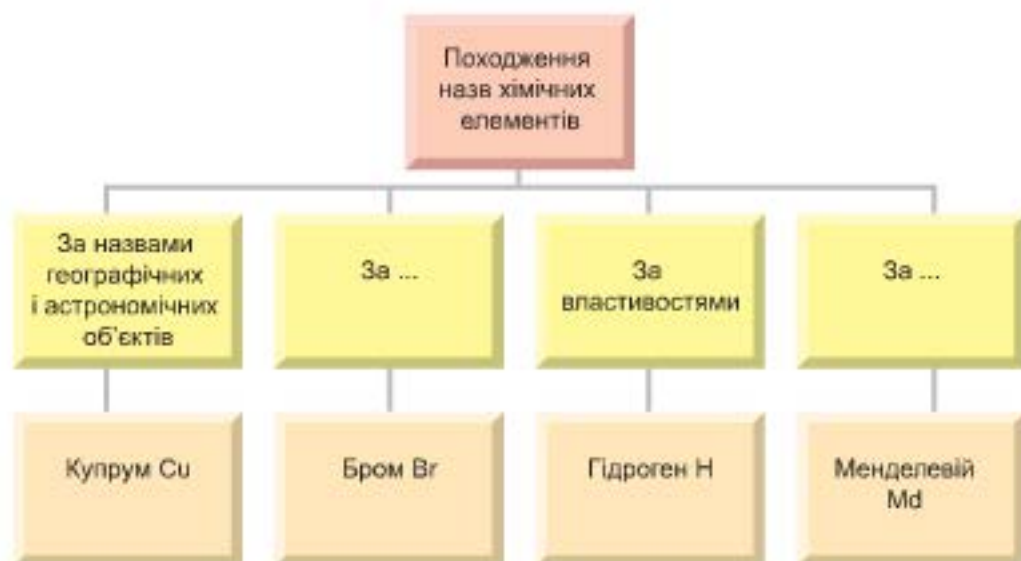 Походження
назв хімічних
елементів
За назвами
географічних
і астрономічних
об'єктів
За ...
За
властивостями
За ...
Купрум Cu
Бром Br
Гідроген H
Менделевій
Md